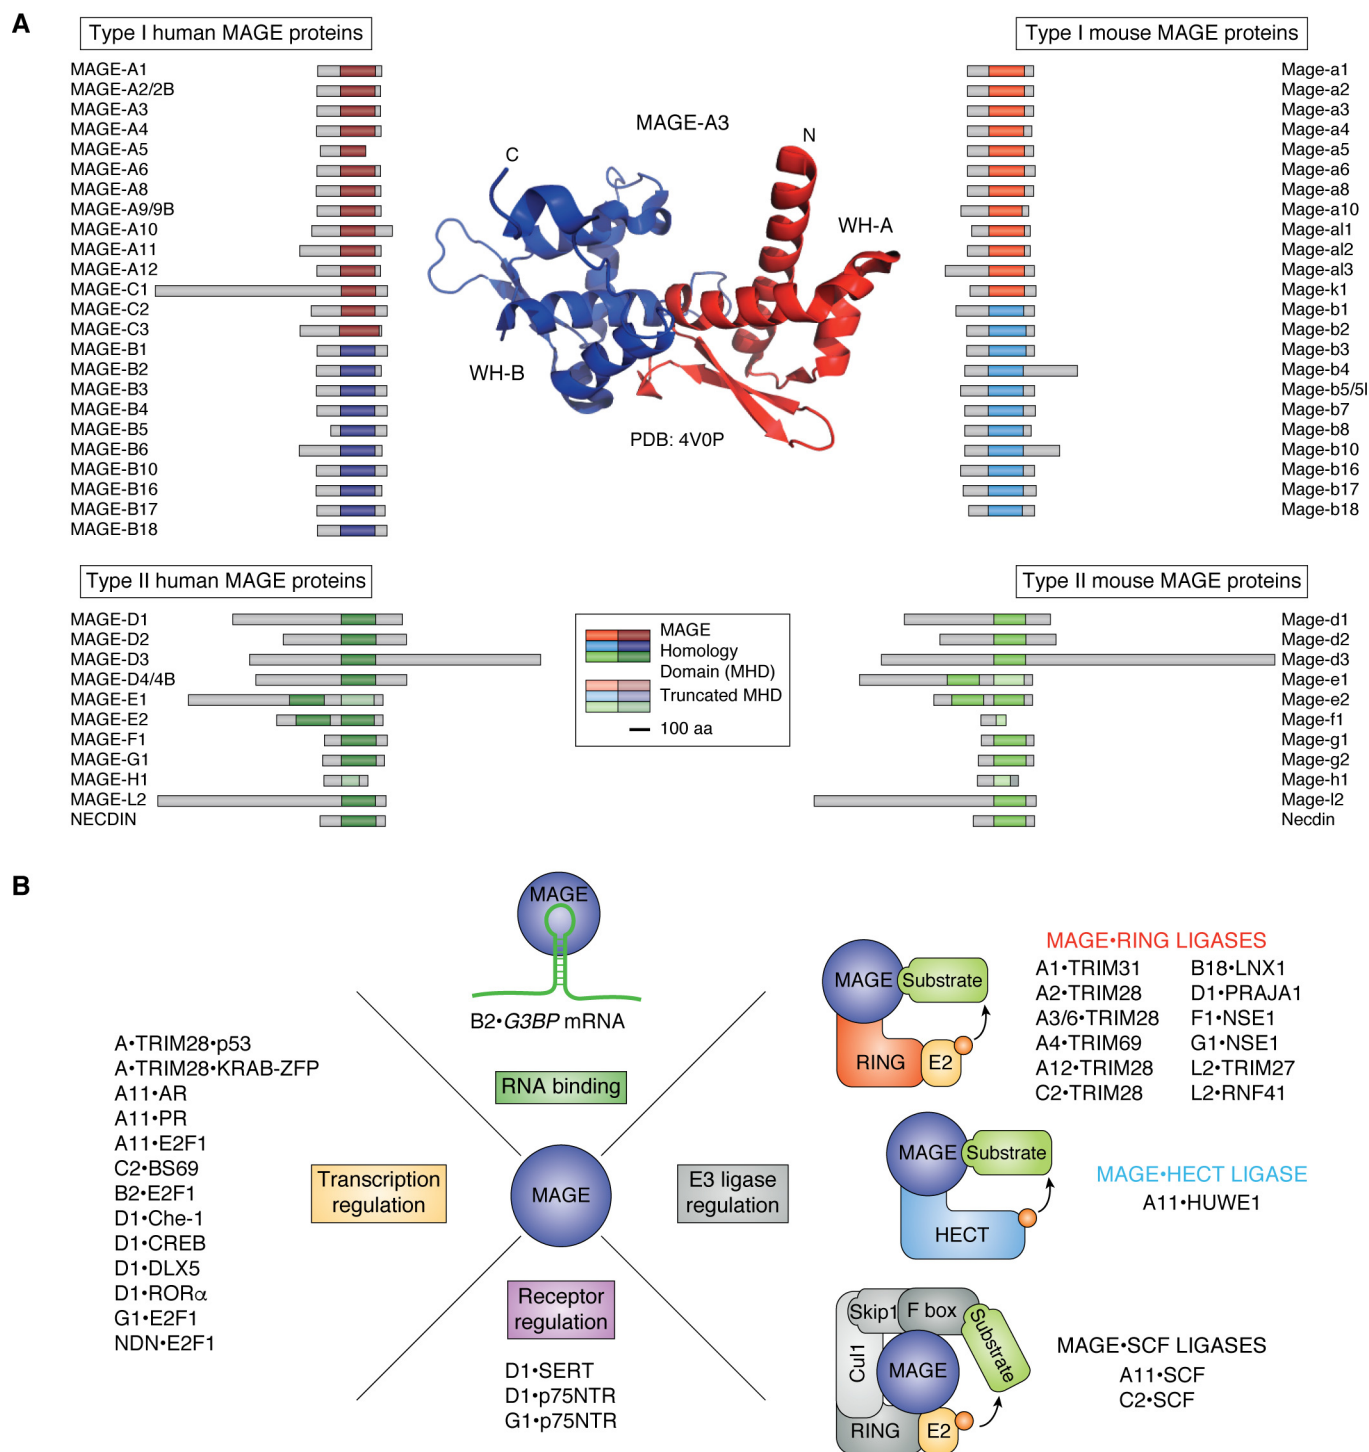 A
Type I human MAGE proteins
MAGE-A1
MAGE-A2/2B
MAGE-A3
MAGE-A4
MAGE-A5
MAGE-A6
MAGE-A8
MAGE-A9/9B
MAGE-A10
MAGE-A11
MAGE-A12
MAGE-C1
MAGE-C2
MAGE-C3
MAGE-B1
MAGE-B2
MAGE-B3
MAGE-B4
MAGE-B5
MAGE-B6
MAGE-B10
MAGE-B16
MAGE-B17
MAGE-B18
MAGE-A3
N
C
WH-A
WH-B
PDB: 4V0P
Type I mouse MAGE proteins
Mage-a1
Mage-a2
Mage-a3
Mage-a4
Mage-a5
Mage-a6
Mage-a8
Mage-a10
Mage-al1
Mage-al2
Mage-al3
Mage-k1
Mage-b1
Mage-b2
Mage-b3
Mage-b4
Mage-b5/5l
Mage-b7
Mage-b8
Mage-b10
Mage-b16
Mage-b17
Mage-b18
Type II human MAGE proteins
MAGE-D1
MAGE-D2
MAGE-D3
MAGE-D4/4B
MAGE-E1
MAGE-E2
MAGE-F1
MAGE-G1
MAGE-H1
MAGE-L2
NECDIN
MAGE
Homology
Domain (MHD)
Truncated MHD
100 aa
Type II mouse MAGE proteins
Mage-d1
Mage-d2
Mage-d3
Mage-e1
Mage-e2
Mage-f1
Mage-g1
Mage-g2
Mage-h1
Mage-l2
Necdin
B
MAGE
B2•G3BP mRNA
RNA binding
A•TRIM28•p53
A•TRIM28•KRAB-ZFP
A11•AR
A11•PR
A11•E2F1
C2•BS69
B2•E2F1
D1•Che-1
D1•CREB
D1•DLX5
D1•RORα
G1•E2F1
NDN•E2F1
Transcription
regulation
MAGE
E3 ligase
regulation
Receptor
regulation
D1•SERT
D1•p75NTR
G1•p75NTR
MAGE
Substrate
RING
E2
MAGE•RING LIGASES
A1•TRIM31
A2•TRIM28
A3/6•TRIM28
A4•TRIM69
A12•TRIM28
C2•TRIM28
B18•LNX1
D1•PRAJA1
F1•NSE1
G1•NSE1
L2•TRIM27
L2•RNF41
MAGE
Substrate
HECT
MAGE•HECT LIGASE
A11•HUWE1
Skip1
F box
Substrate
Cul1
MAGE
RING
E2
MAGE•SCF LIGASES
A11•SCF
C2•SCF